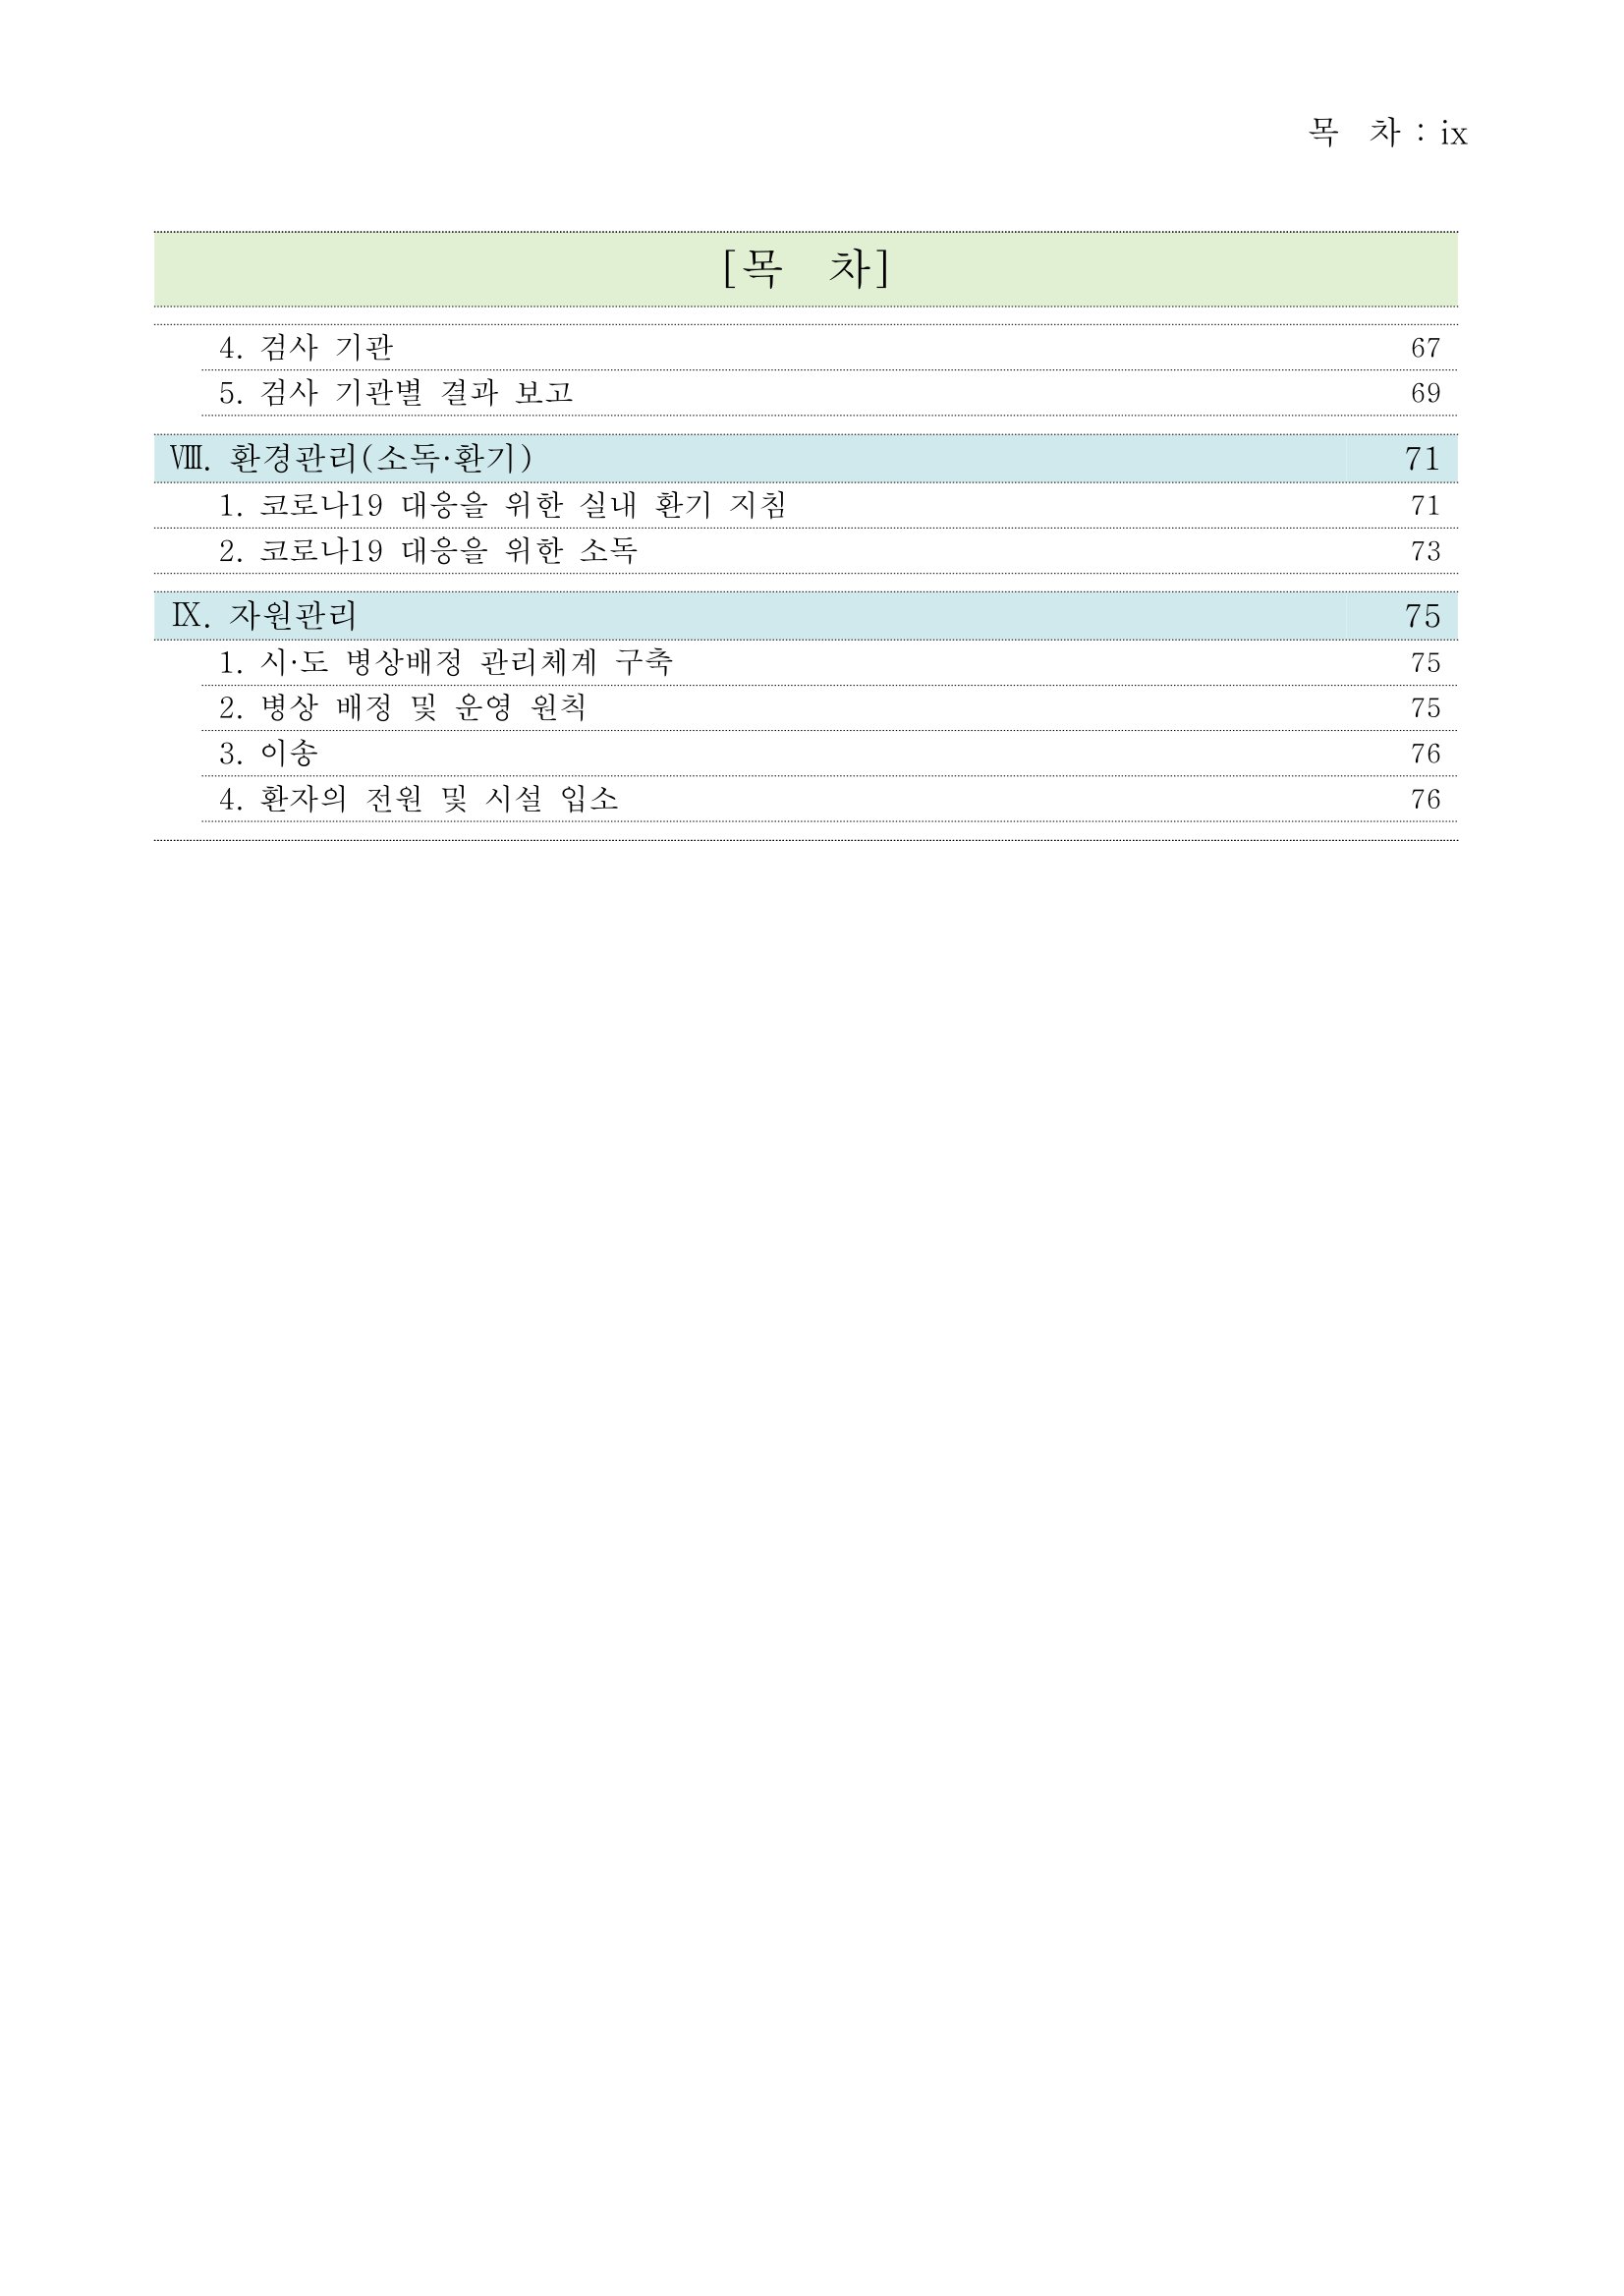 목 차 : ix
[목 차]
4. 검사 기관 67
5. 검사 기관별 결과 보고 69
Ⅷ. 환경관리(소독·환기) 71
1. 코로나19 대응을 위한 실내 환기 지침 71
2. 코로나19 대응을 위한 소독 73
Ⅸ. 자원관리 75
1. 시·도 병상배정 관리체계 구축 75
2. 병상 배정 및 운영 원칙 75
3. 이송 76
4. 환자의 전원 및 시설 입소 76